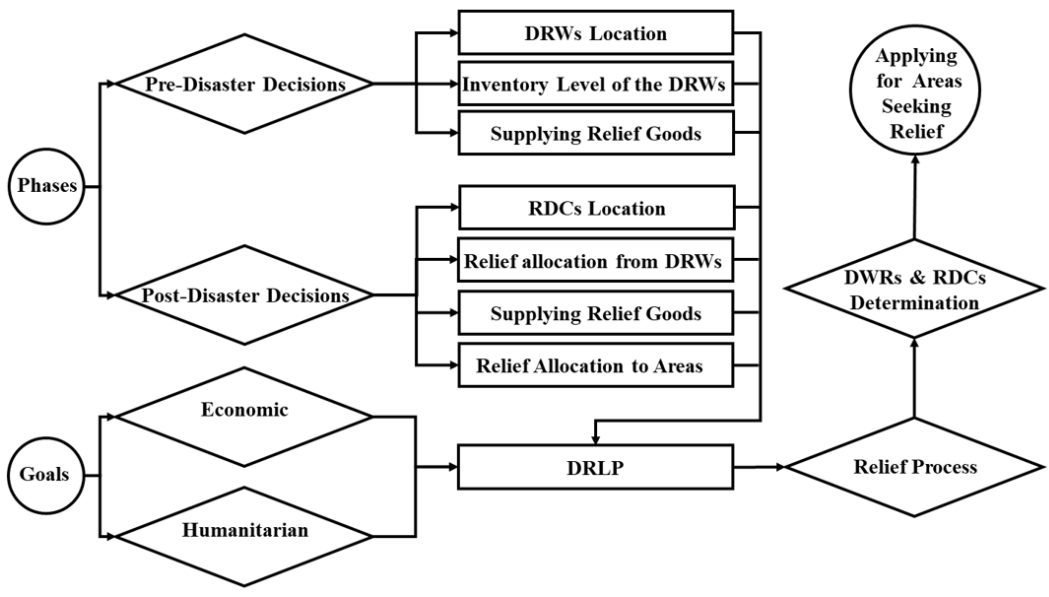 Phases
Pre-Disaster Decisions
DRWs Location
Inventory Level of the DRWs
Supplying Relief Goods
Post-Disaster Decisions
RDCs Location
Relief allocation from DRWs
Supplying Relief Goods
Relief Allocation to Areas
Goals
Economic
Humanitarian
DRLP
Relief Process
DWRs & RDCs
Determination
Applying
for Areas
Seeking
Relief